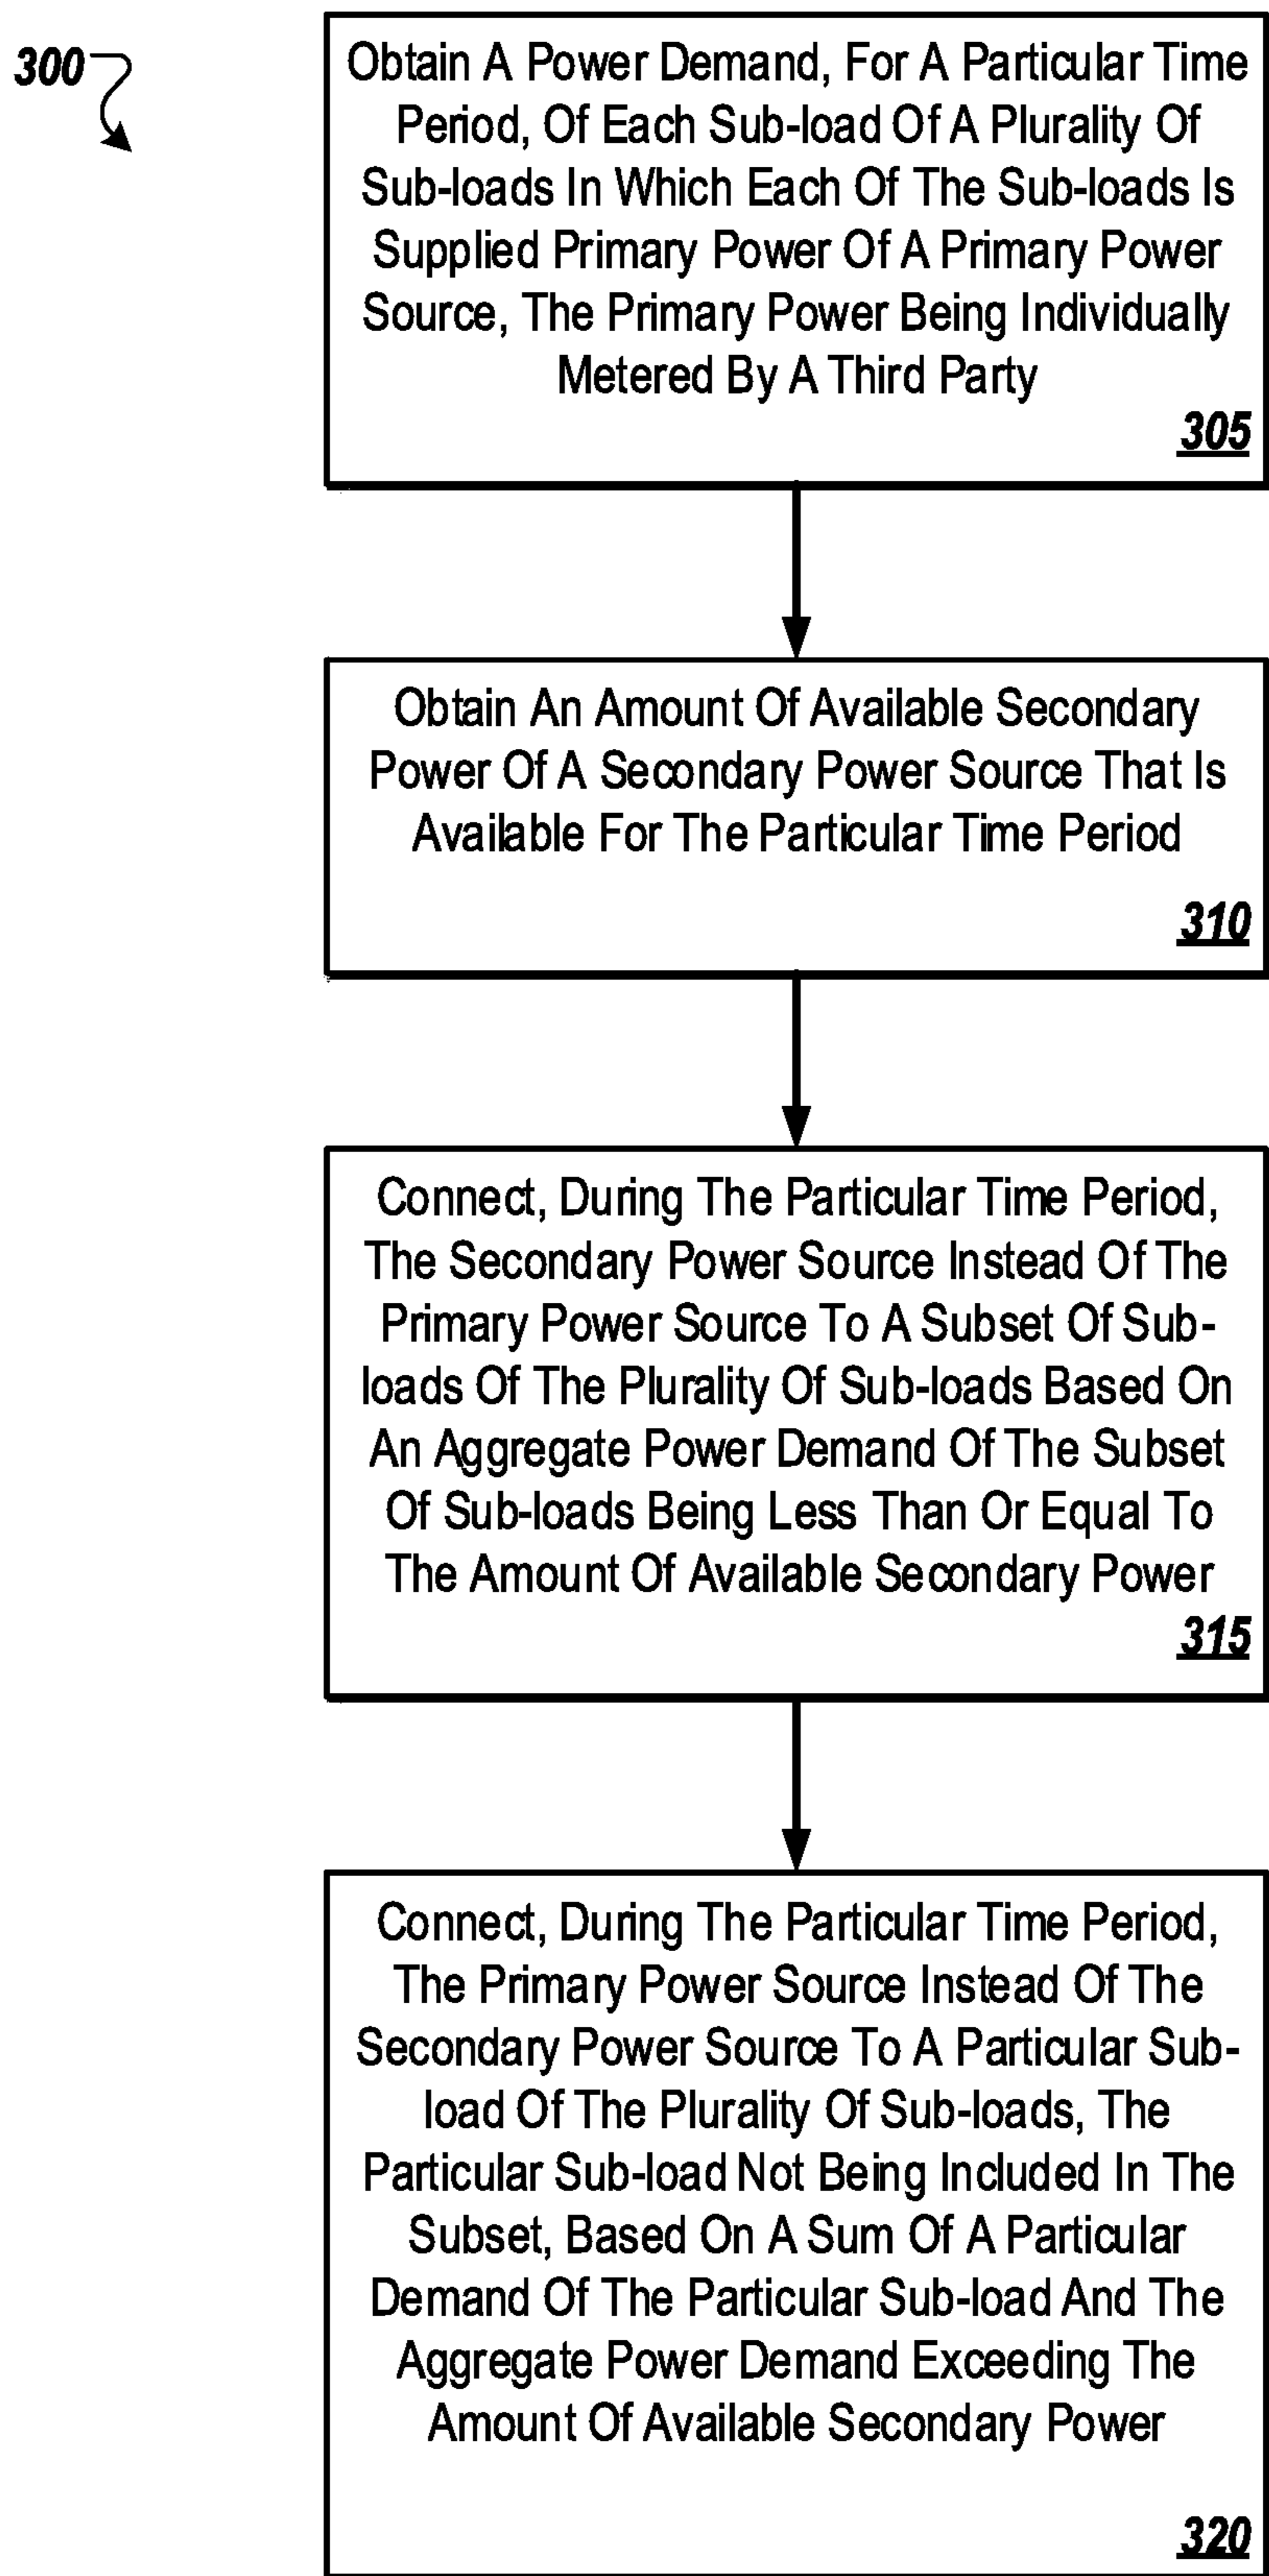 300
Obtain A Power Demand, For A Particular Time
Period, Of Each Sub-load Of A Plurality Of
Sub-loads In Which Each Of The Sub-loads Is
Supplied Primary Power Of A Primary Power
Source, The Primary Power Being Individually
Metered By A Third Party
305
Obtain An Amount Of Available Secondary
Power Of A Secondary Power Source That Is
Available For The Particular Time Period
310
Connect, During The Particular Time Period,
The Secondary Power Source Instead Of The
Primary Power Source To A Subset Of Sub-
loads Of The Plurality Of Sub-loads Based On
An Aggregate Power Demand Of The Subset
Of Sub-loads Being Less Than Or Equal To
The Amount Of Available Secondary Power
315
Connect, During The Particular Time Period,
The Primary Power Source Instead Of The
Secondary Power Source To A Particular Sub-
load Of The Plurality Of Sub-loads, The
Particular Sub-load Not Being Included In The
Subset, Based On A Sum Of A Particular
Demand Of The Particular Sub-load And The
Aggregate Power Demand Exceeding The
Amount Of Available Secondary Power
320